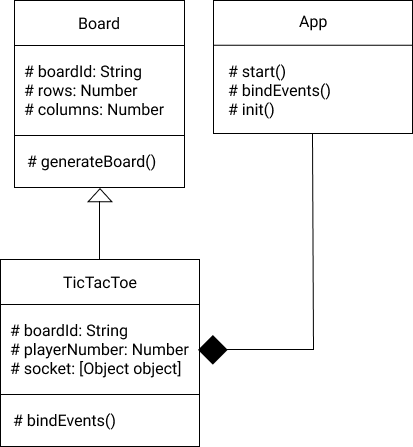 Board
# boardId: String
# rows: Number
# columns: Number
# generateBoard()
App
# start()
# bindEvents()
# init()
TicTacToe
# boardId: String
# playerNumber: Number
# socket: [Object object]
# bindEvents()